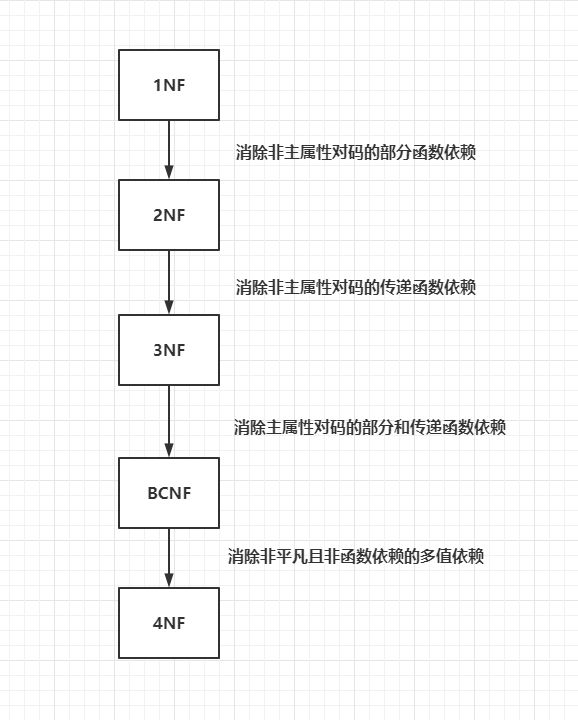 1NF
消除非主属性对码的部分函数依赖
2NF
消除非主属性对码的传递函数依赖
3NF
消除主属性对码的部分和传递函数依赖
BCNF
消除非平凡且非函数依赖的多值依赖
4NF